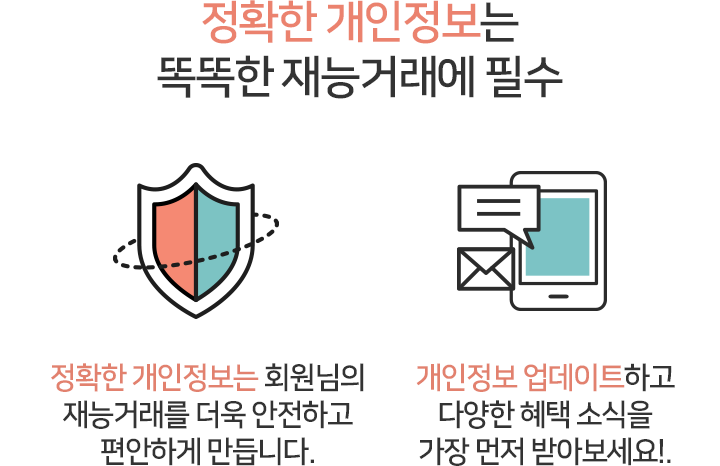 정확한 개인정보는
똑똑한 재능거래에 필수
정확한 개인정보는 회원님의
재능거래를 더욱 안전하고
편안하게 만듭니다.
개인정보 업데이트하고
다양한 혜택 소식을
가장 먼저 받아보세요!.